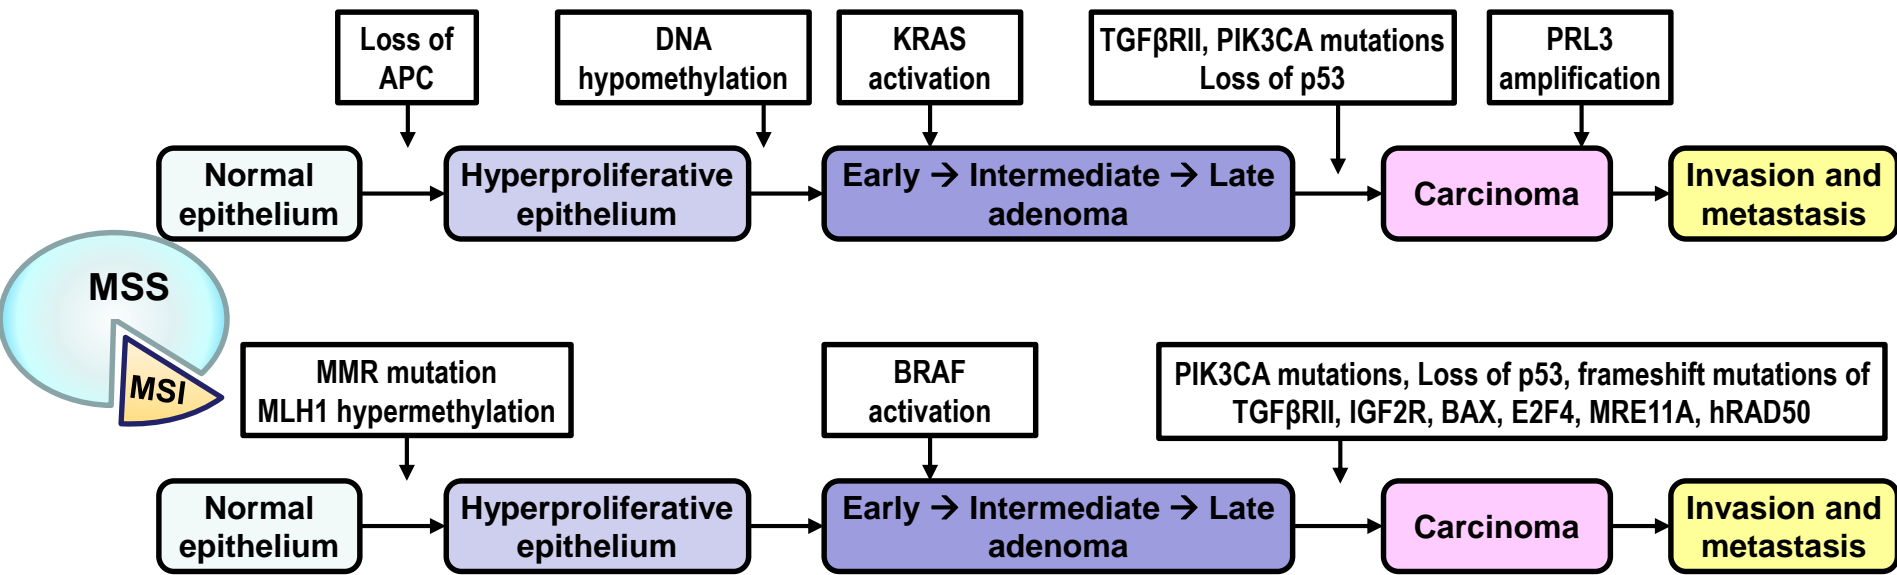 Loss of
APC
DNA
hypomethylation
KRAS
activation
TGFβRII, PIK3CA mutations
Loss of p53
PRL3
amplification
Normal
epithelium
Hyperproliferative
epithelium
Early → Intermediate → Late
adenoma
Carcinoma
Invasion and
metastasis
MSS
MSI
MMR mutation
MLH1 hypermethylation
BRAF
activation
PIK3CA mutations, Loss of p53, frameshift mutations of
TGFβRII, IGF2R, BAX, E2F4, MRE11A, hRAD50
Normal
epithelium
Hyperproliferative
epithelium
Early → Intermediate → Late
adenoma
Carcinoma
Invasion and
metastasis